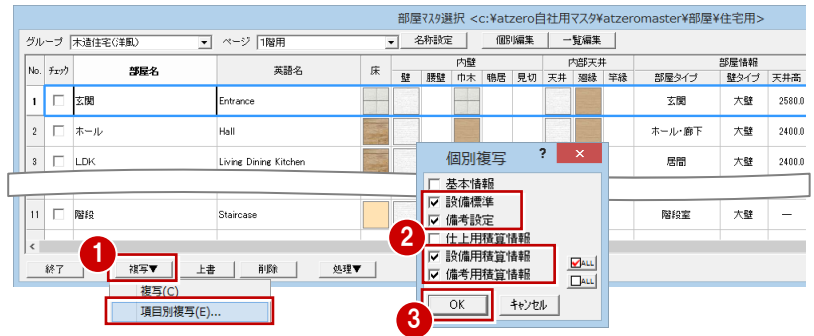 部屋ﾏｽﾀ選択 <c:¥atzero自社用マスタ¥atzeromaster¥部屋¥住宅用>
グループ 木造住宅(洋風) ページ 1階用 名称設定 個別編集 一覧編集
No. ﾁｪｯｸ 部屋名 英語名 床 内壁 内部天井 部屋情報
壁 腰壁 巾木 鴨居 見切 天井 廻縁 竿縁 部屋タイプ 壁タイプ 天井高
1 玄関 Entrance 玄関 大壁 2580.0
2 ホール Hall ホール・廊下 大壁 2400.0
3 LDK Living Dining Kitchen 居間 大壁 2400.0
11 階段 Staircase 階段室 大壁 —
終了 複写▼ 上書 削除 処理▼
複写(C)
項目別複写(E)...
個別複写 ? ×
基本情報
設備標準
備考設定
仕上用積算情報
設備用積算情報
備考用積算情報
ALL
ALL
OK キャンセル
1
2
3